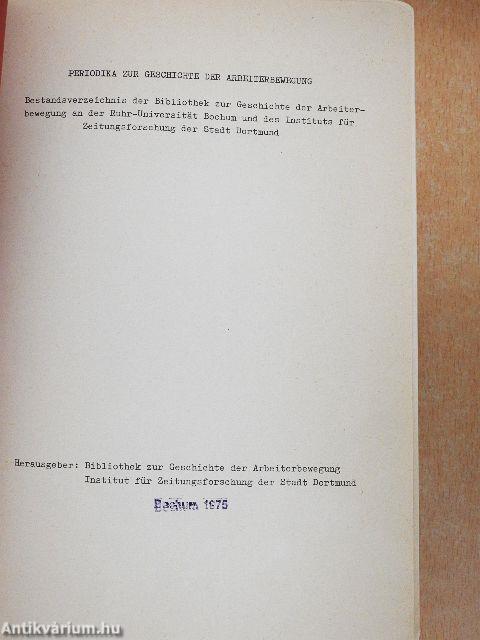 PERIODIKA ZUR GESCHICHTE DER ARBEITERBEWEGUNG
Bestandsverzeichnis der Bibliothek zur Geschichte der Arbeiter-
bewegung an der Ruhr-Universität Bochum und des Instituts für
Zeitungsforschung der Stadt Dortmund
Herausgeber: Bibliothek zur Geschichte der Arbeiterbewegung
Institut für Zeitungsforschung der Stadt Dortmund
Bochum 1975
Antikvárium.hu